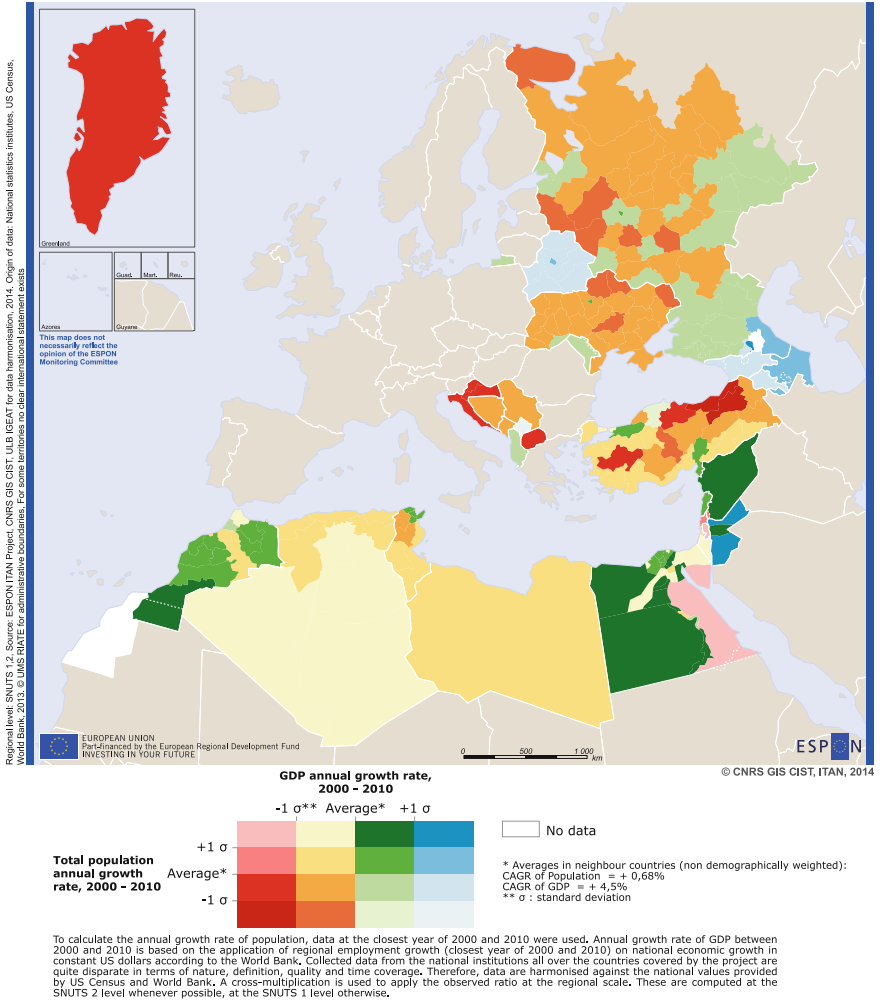 Regional level: SNUTS 1,2. Source: ESPON ITAN Project, CNRS GIS CIST, ULB IGEAT for data harmonisation, 2014. Origin of data: National statistics institutes, US Census,
World Bank, 2013. © UMS RIATE for administrative boundaries. For some territories no clear international statement exists
Greenland
Guad. Mart. Reu.
Azores
Guyane
This map does not
necessarily reflect the
opinion of the ESPON
Monitoring Committee
EUROPEAN UNION
Part-financed by the European Regional Development Fund
INVESTING IN YOUR FUTURE
0 500 1 000
km
ESPON
© CNRS GIS CIST, ITAN, 2014
GDP annual growth rate,
2000 - 2010
-1 σ** Average* +1 σ
Total population
annual growth
rate, 2000 - 2010
+1 σ
Average*
-1 σ
No data
* Averages in neighbour countries (non demographically weighted):
CAGR of Population = + 0,68%
CAGR of GDP = + 4,5%
** σ : standard deviation
To calculate the annual growth rate of population, data at the closest year of 2000 and 2010 were used. Annual growth rate of GDP between
2000 and 2010 is based on the application of regional employment growth (closest year of 2000 and 2010) on national economic growth in
constant US dollars according to the World Bank. Collected data from the national institutions all over the countries covered by the project are
quite disparate in terms of nature, definition, quality and time coverage. Therefore, data are harmonised against the national values provided
by US Census and World Bank. A cross-multiplication is used to apply the observed ratio at the regional scale. These are computed at the
SNUTS 2 level whenever possible, at the SNUTS 1 level otherwise.